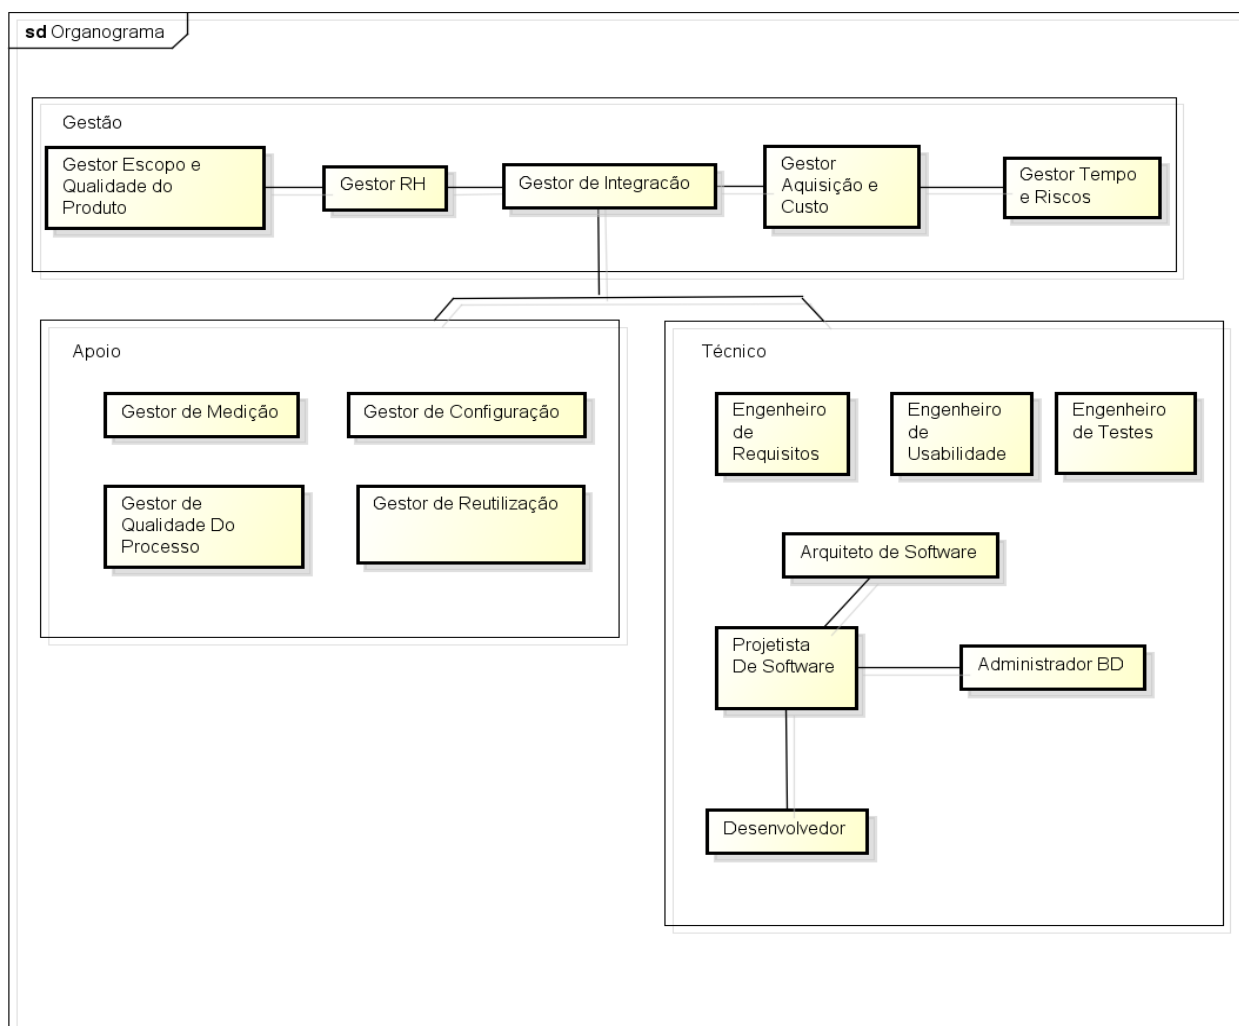 sd Organograma
Gestão
Gestor Escopo e
Qualidade do
Produto
Gestor RH
Gestor de Integracão
Gestor
Aquisição e
Custo
Gestor Tempo
e Riscos
Apoio
Gestor de Medição
Gestor de Configuração
Gestor de
Qualidade Do
Processo
Gestor de Reutilização
Técnico
Engenheiro
de
Requisitos
Engenheiro
de
Usabilidade
Engenheiro
de Testes
Arquiteto de Software
Projetista
De Software
Administrador BD
Desenvolvedor